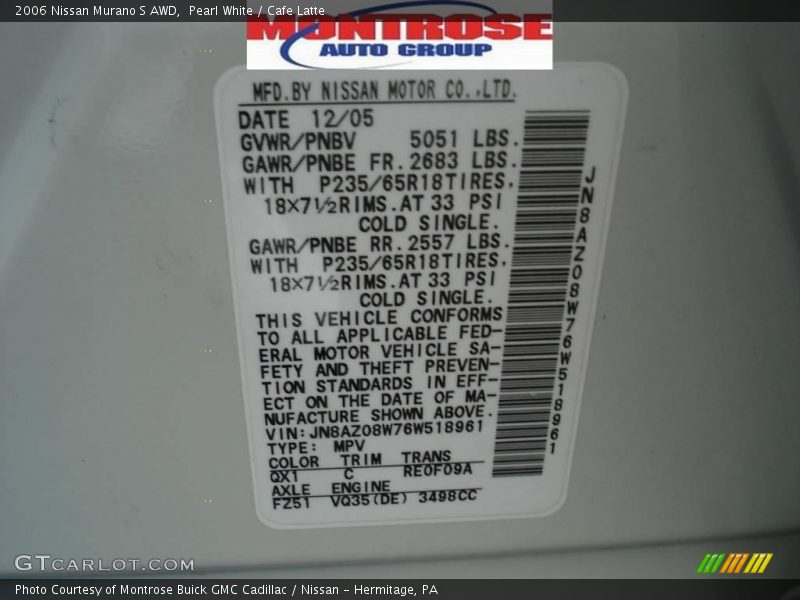 2006 Nissan Murano S AWD,  Pearl White / Cafe Latte
MONTROSE
AUTO GROUP
MFD.BY NISSAN MOTOR CO.,LTD.
DATE 12/05
GVWR/PNBV 5051 LBS.
GAWR/PNBE FR. 2683 LBS.
WITH P235/65R18TIRES.
18X7½RIMS.AT 33 PSI
COLD SINGLE.
GAWR/PNBE RR. 2557 LBS.
WITH P235/65R18TIRES.
18X7½RIMS.AT 33 PSI
COLD SINGLE.
THIS VEHICLE CONFORMS
TO ALL APPLICABLE FED-
ERAL MOTOR VEHICLE SA-
FETY AND THEFT PREVEN-
TION STANDARDS IN EFF-
ECT ON THE DATE OF MA-
NUFACTURE SHOWN ABOVE.
VIN:JN8AZ08W76W518961
TYPE: MPV
COLOR TRIM TRANS
QX1 C RE0F09A
AXLE ENGINE
FZ51 VQ35(DE) 3498CC
JN8AZ08W76W518961
GTCARLOT.COM
Photo Courtesy of Montrose Buick GMC Cadillac / Nissan - Hermitage, PA